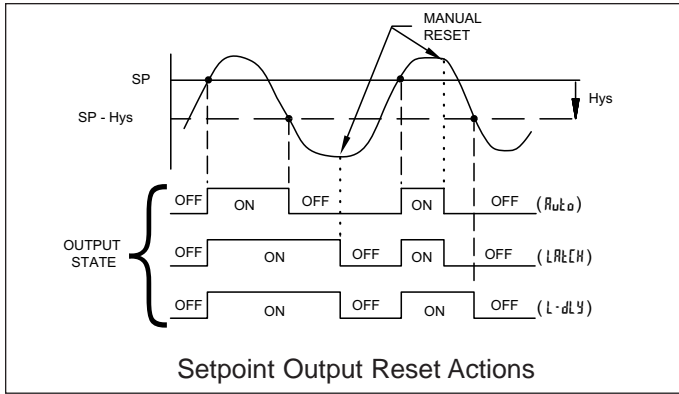 MANUAL
RESET
SP
Hys
SP - Hys
OFF ON OFF ON OFF (Auto)
OUTPUT
STATE
OFF ON OFF ON OFF (LAtCH)
OFF ON OFF ON OFF (L-dLY)
Setpoint Output Reset Actions